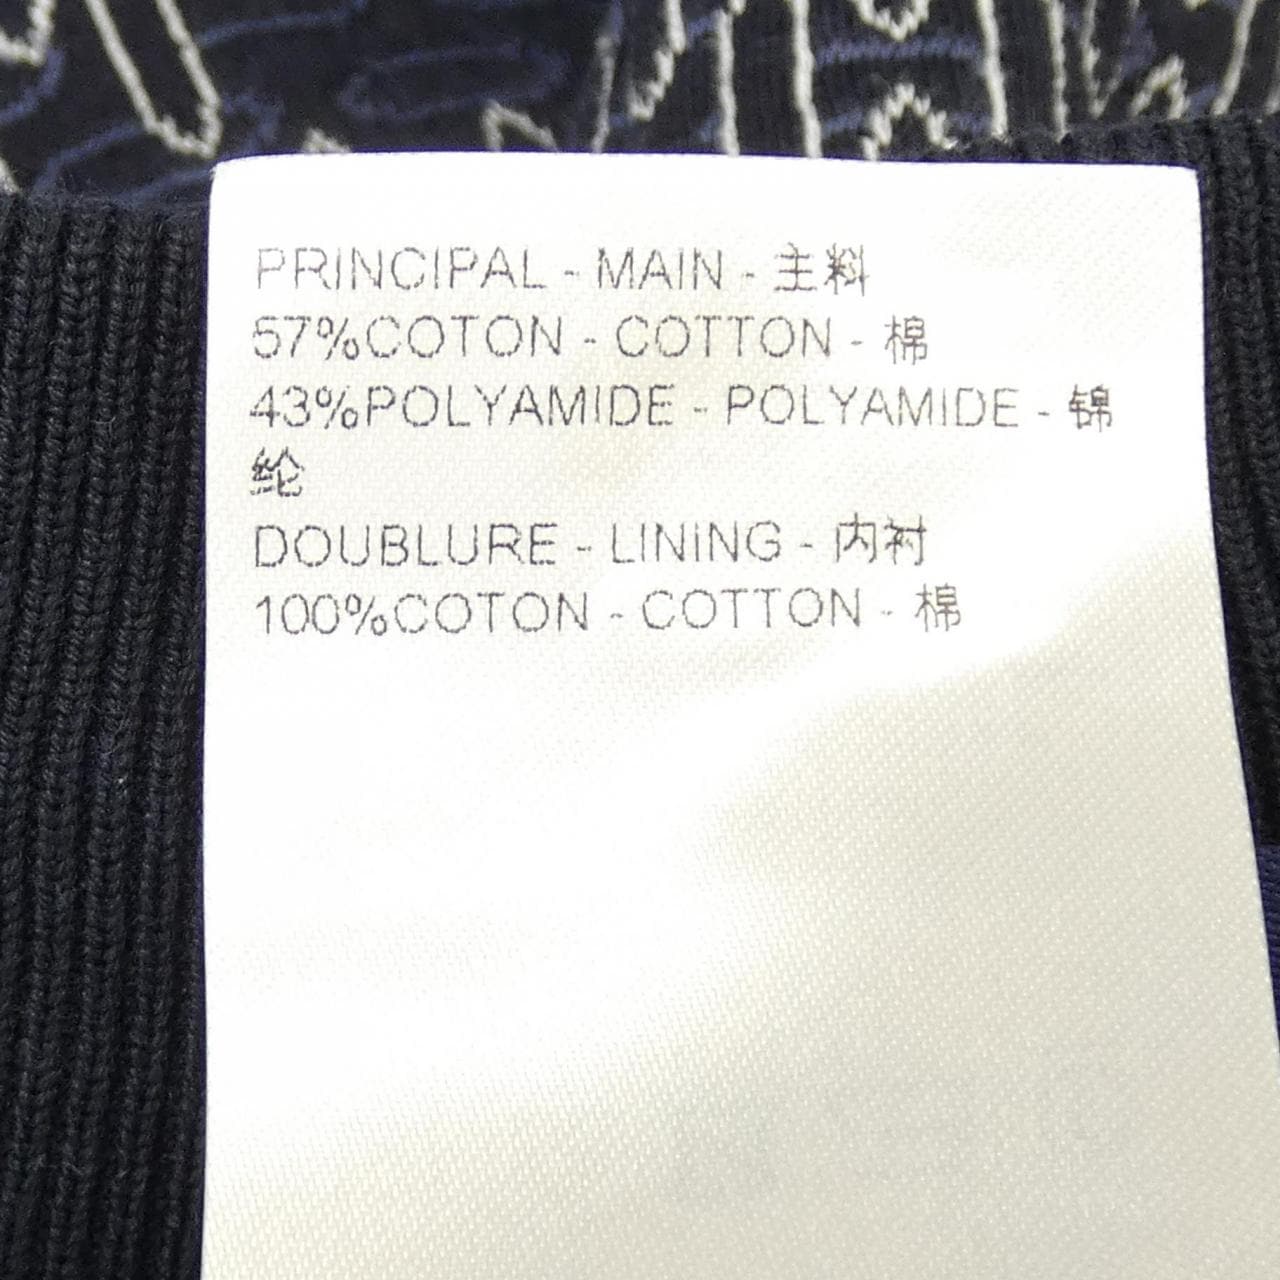 PRINCIPAL - MAIN - 主料
57%COTON - COTTON - 棉
43%POLYAMIDE - POLYAMIDE - 锦
纶
DOUBLURE - LINING - 内衬
100%COTON - COTTON - 棉